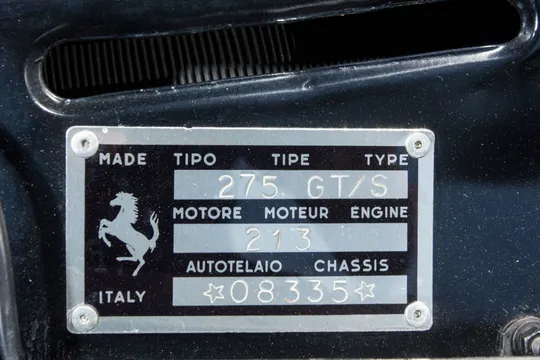 MADE TIPO TIPE TYPE
275 GT/S
MOTORE MOTEUR ENGINE
213
AUTOTELAIO CHASSIS
ITALY ☆08335☆